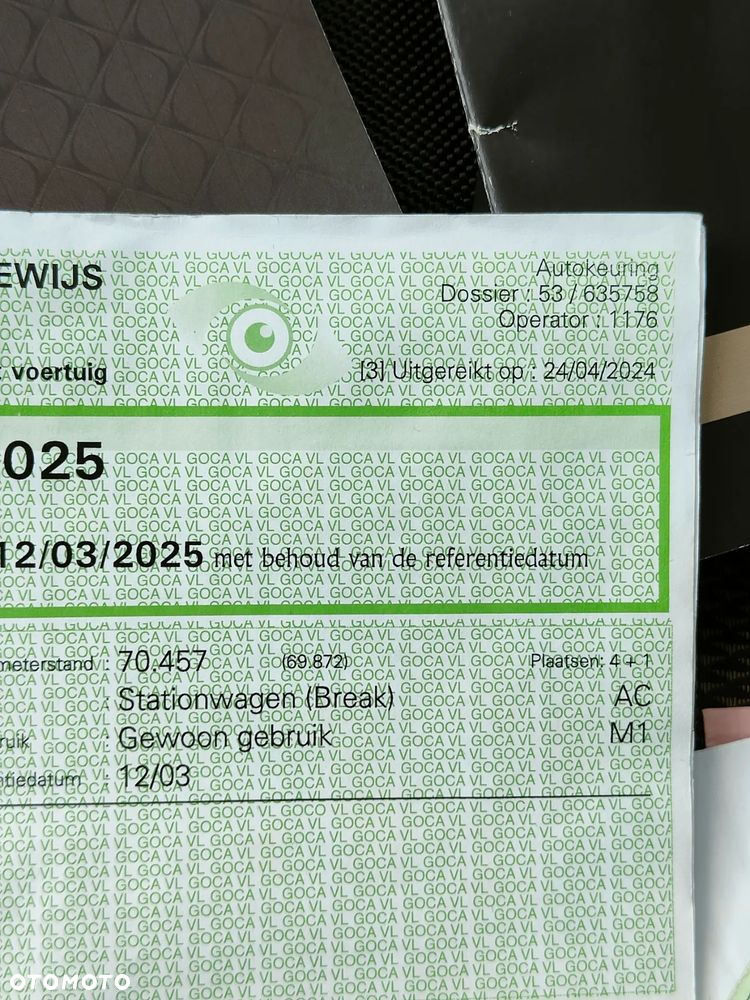 EWIJS
Autokeuring
Dossier : 53 / 635758
Operator : 1176
voertuig
[3] Uitgereikt op : 24/04/2024
025
12/03/2025 met behoud van de referentiedatum
meterstand : 70.457 (69.872) Plaatsen: 4 + 1
: Stationwagen (Break) AC
ruik : Gewoon gebruik M1
ntiedatum : 12/03
OTOMOTO